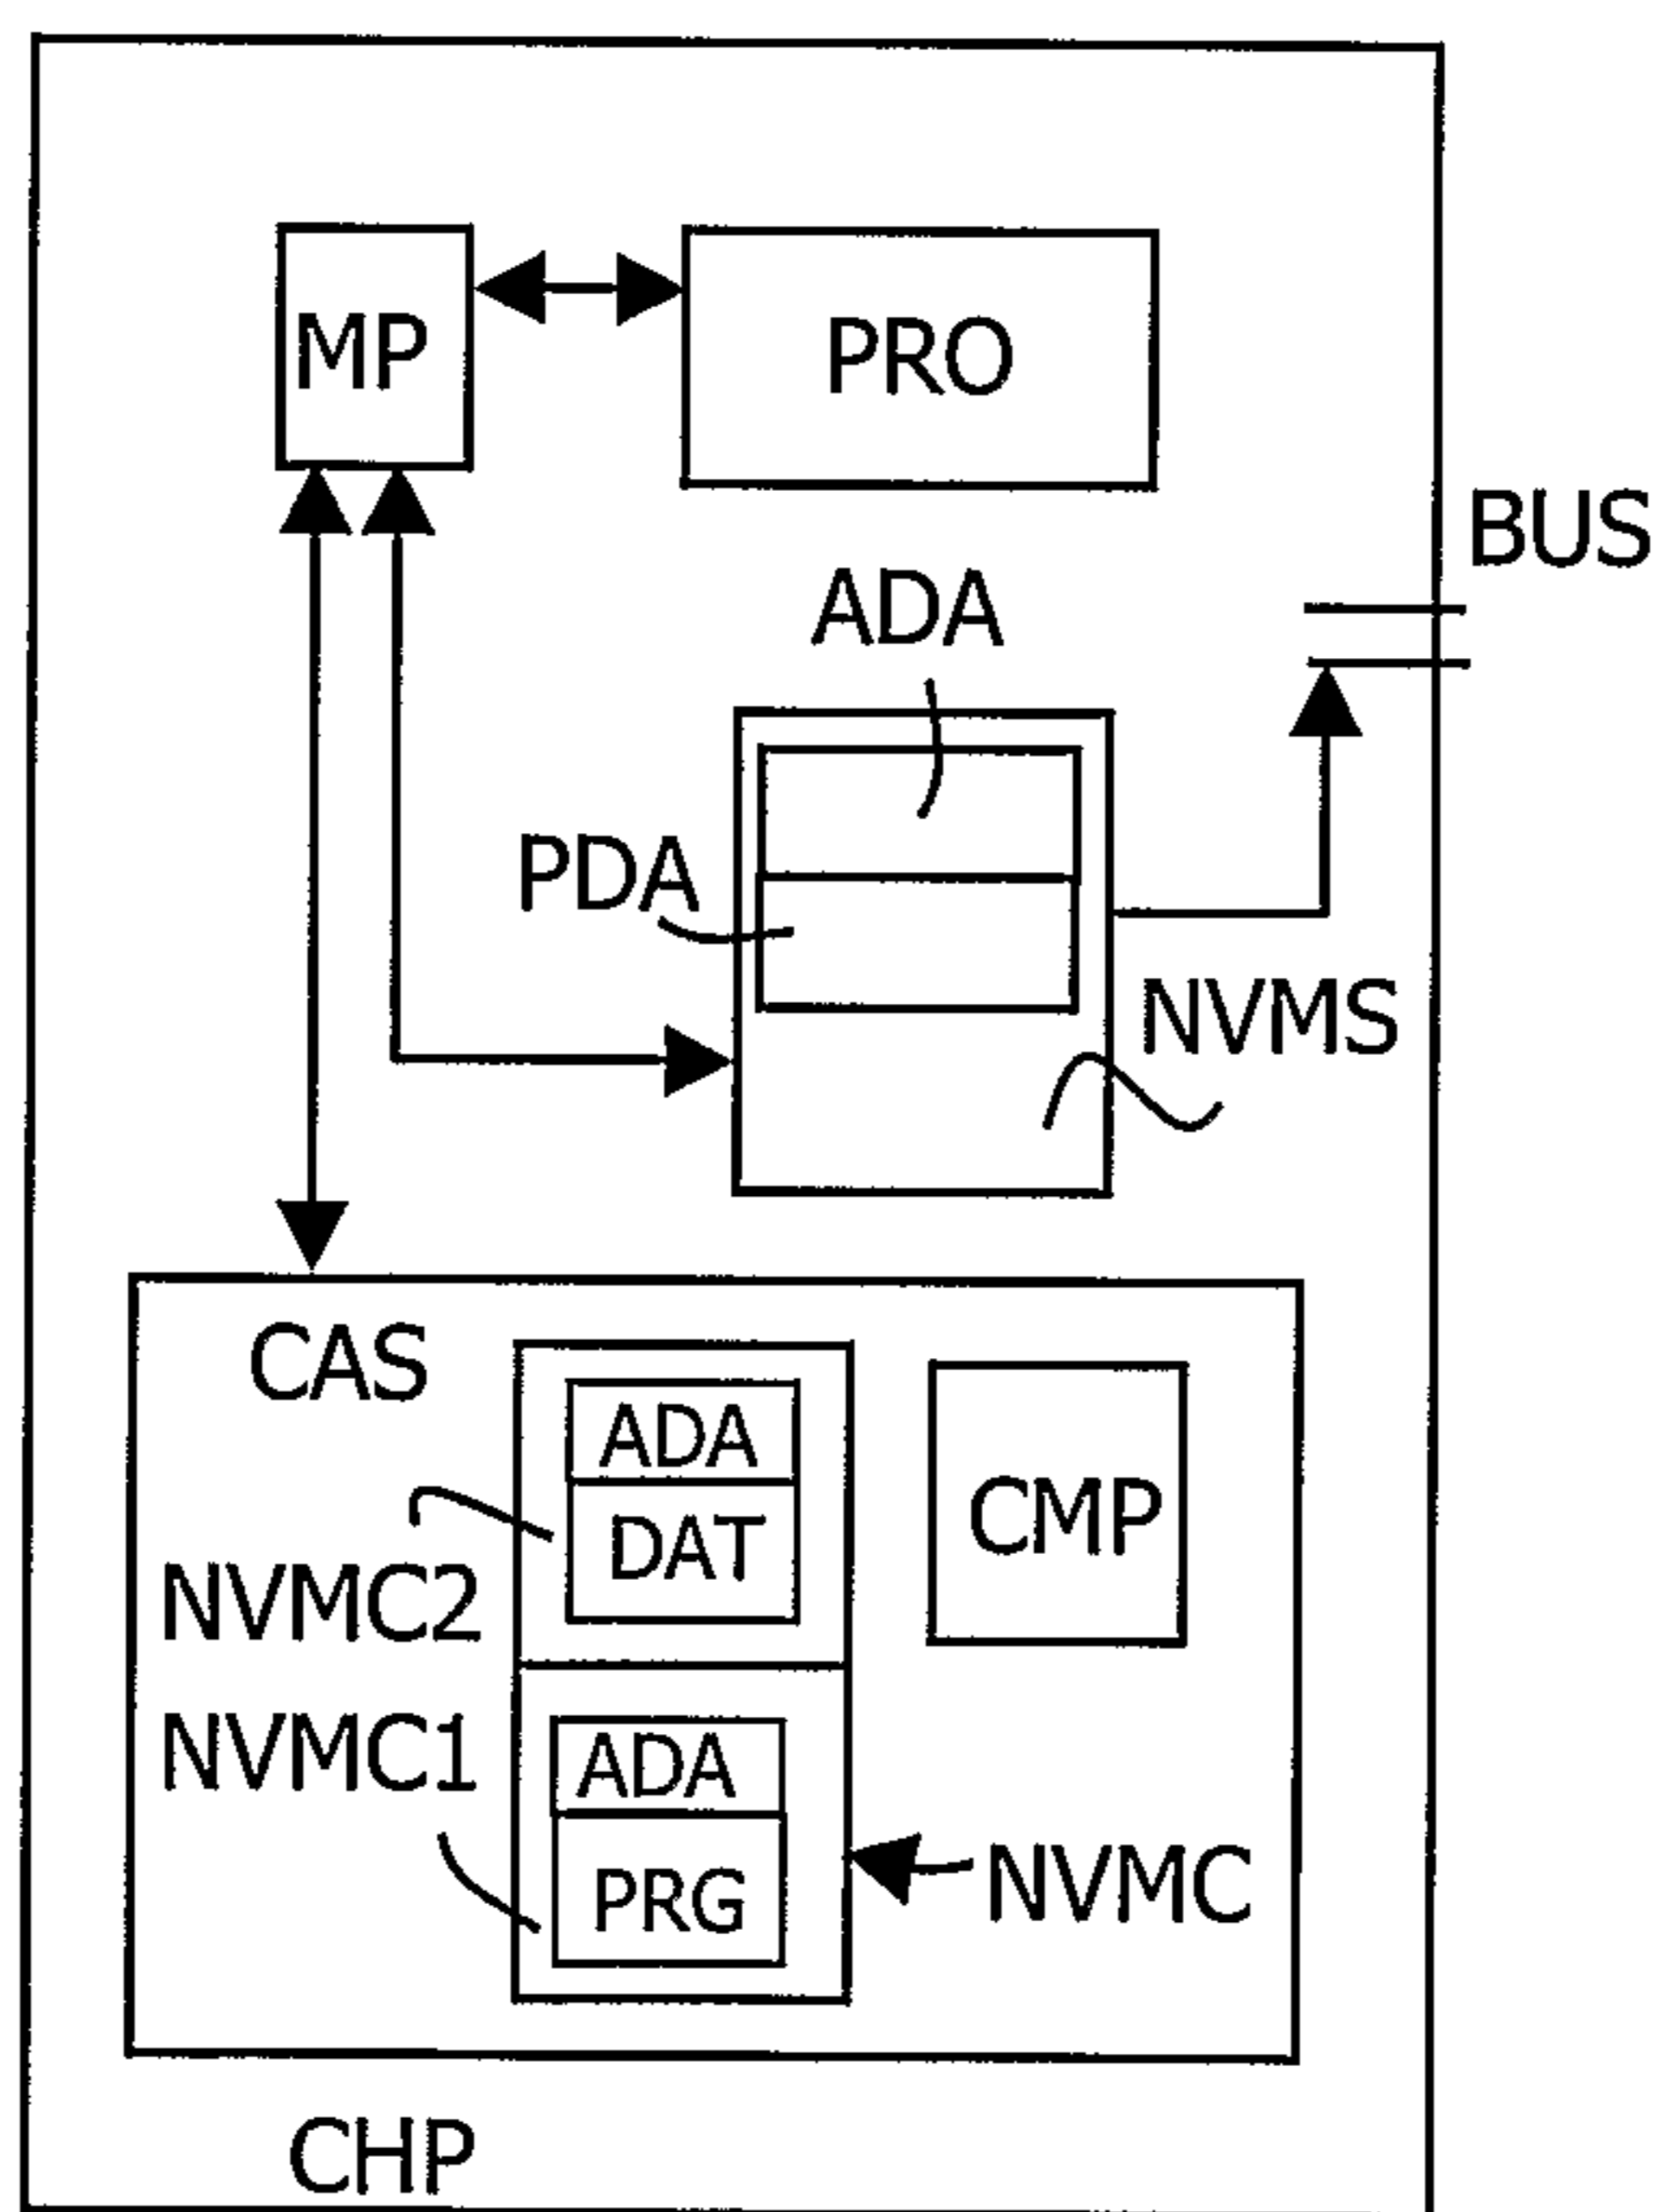 MP
PRO
BUS
ADA
PDA
NVMS
CAS
ADA
DAT
CMP
NVMC2
NVMC1
ADA
PRG
NVMC
CHP